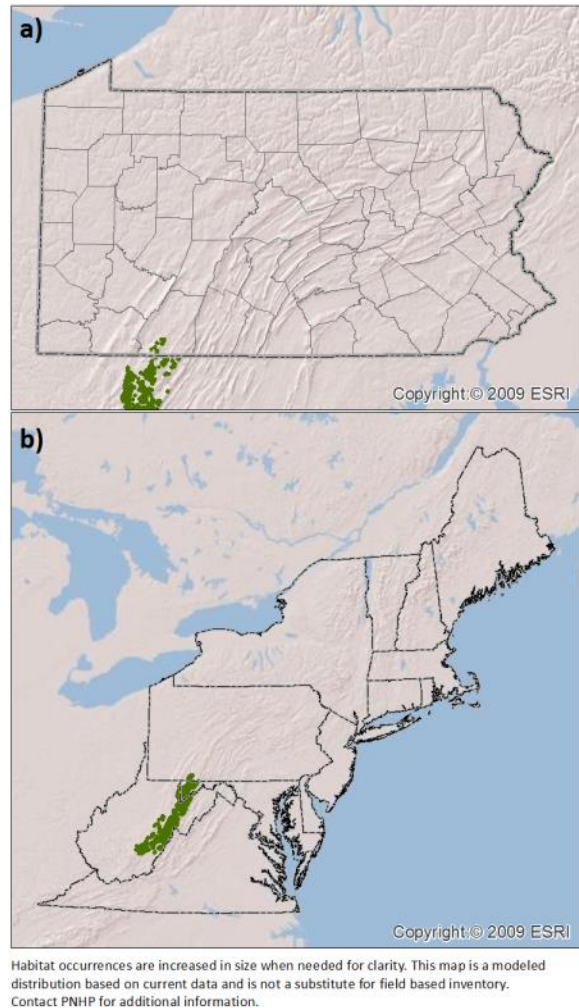 a)
Copyright:© 2009 ESRI
b)
Copyright:© 2009 ESRI
Habitat occurrences are increased in size when needed for clarity. This map is a modeled
distribution based on current data and is not a substitute for field based inventory.
Contact PNHP for additional information.